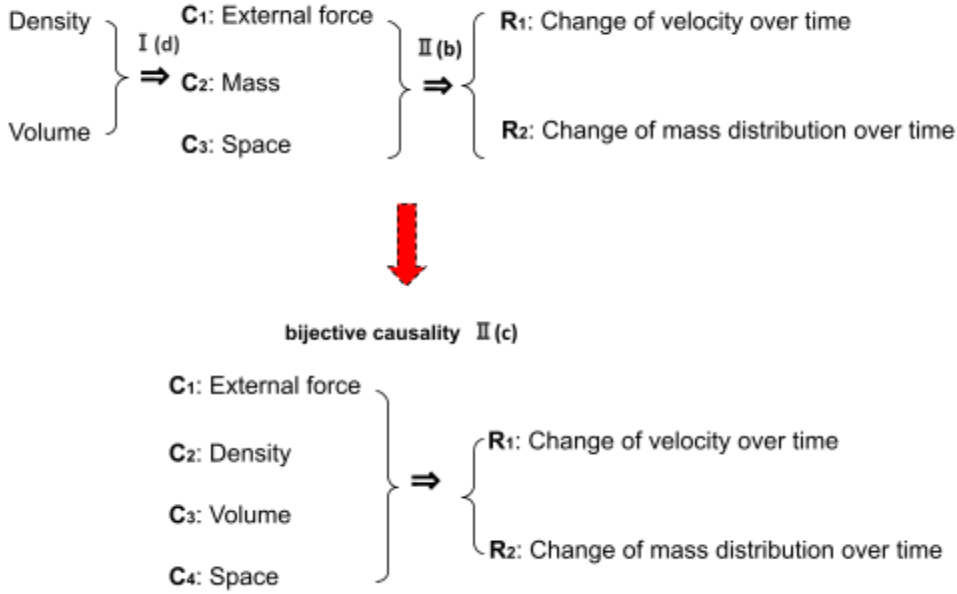 Density
Volume
I (d)
⇒
C1: External force
C2: Mass
C3: Space
II (b)
⇒
R1: Change of velocity over time
R2: Change of mass distribution over time
bijective causality II (c)
C1: External force
C2: Density
C3: Volume
C4: Space
⇒
R1: Change of velocity over time
R2: Change of mass distribution over time